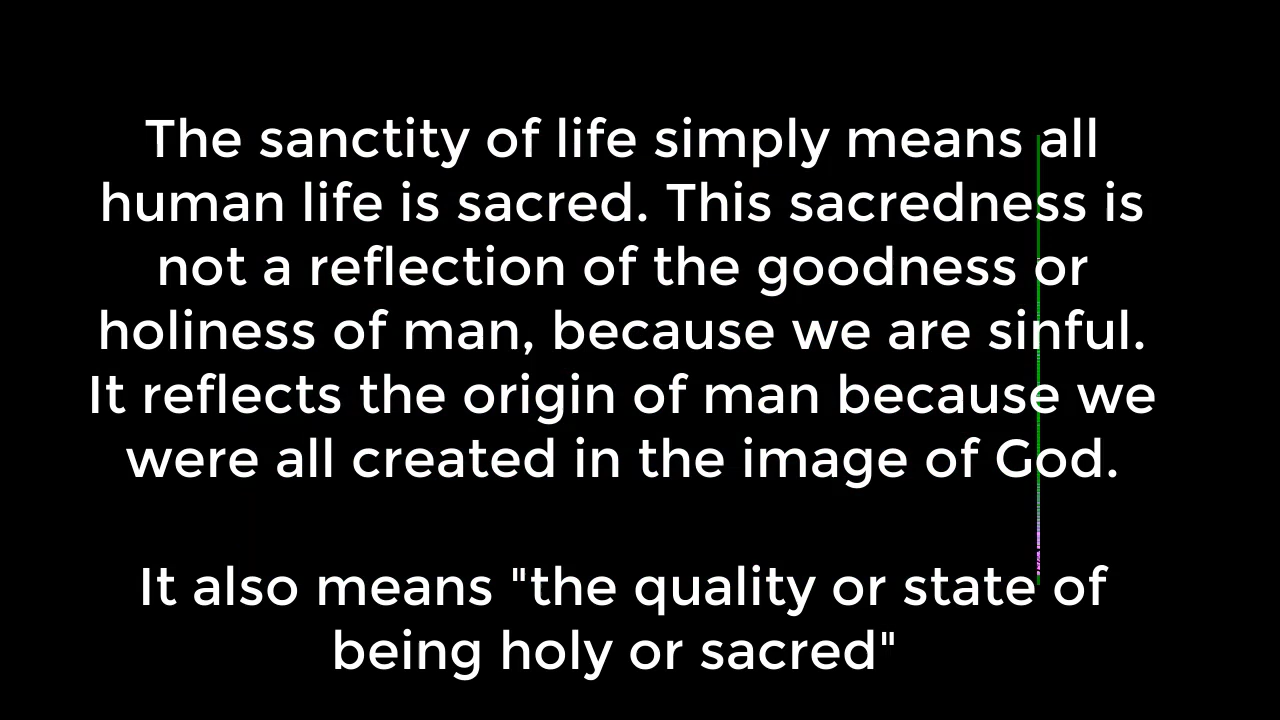 The sanctity of life simply means all
human life is sacred. This sacredness is
not a reflection of the goodness or
holiness of man, because we are sinful.
It reflects the origin of man because we
were all created in the image of God.
It also means "the quality or state of
being holy or sacred"